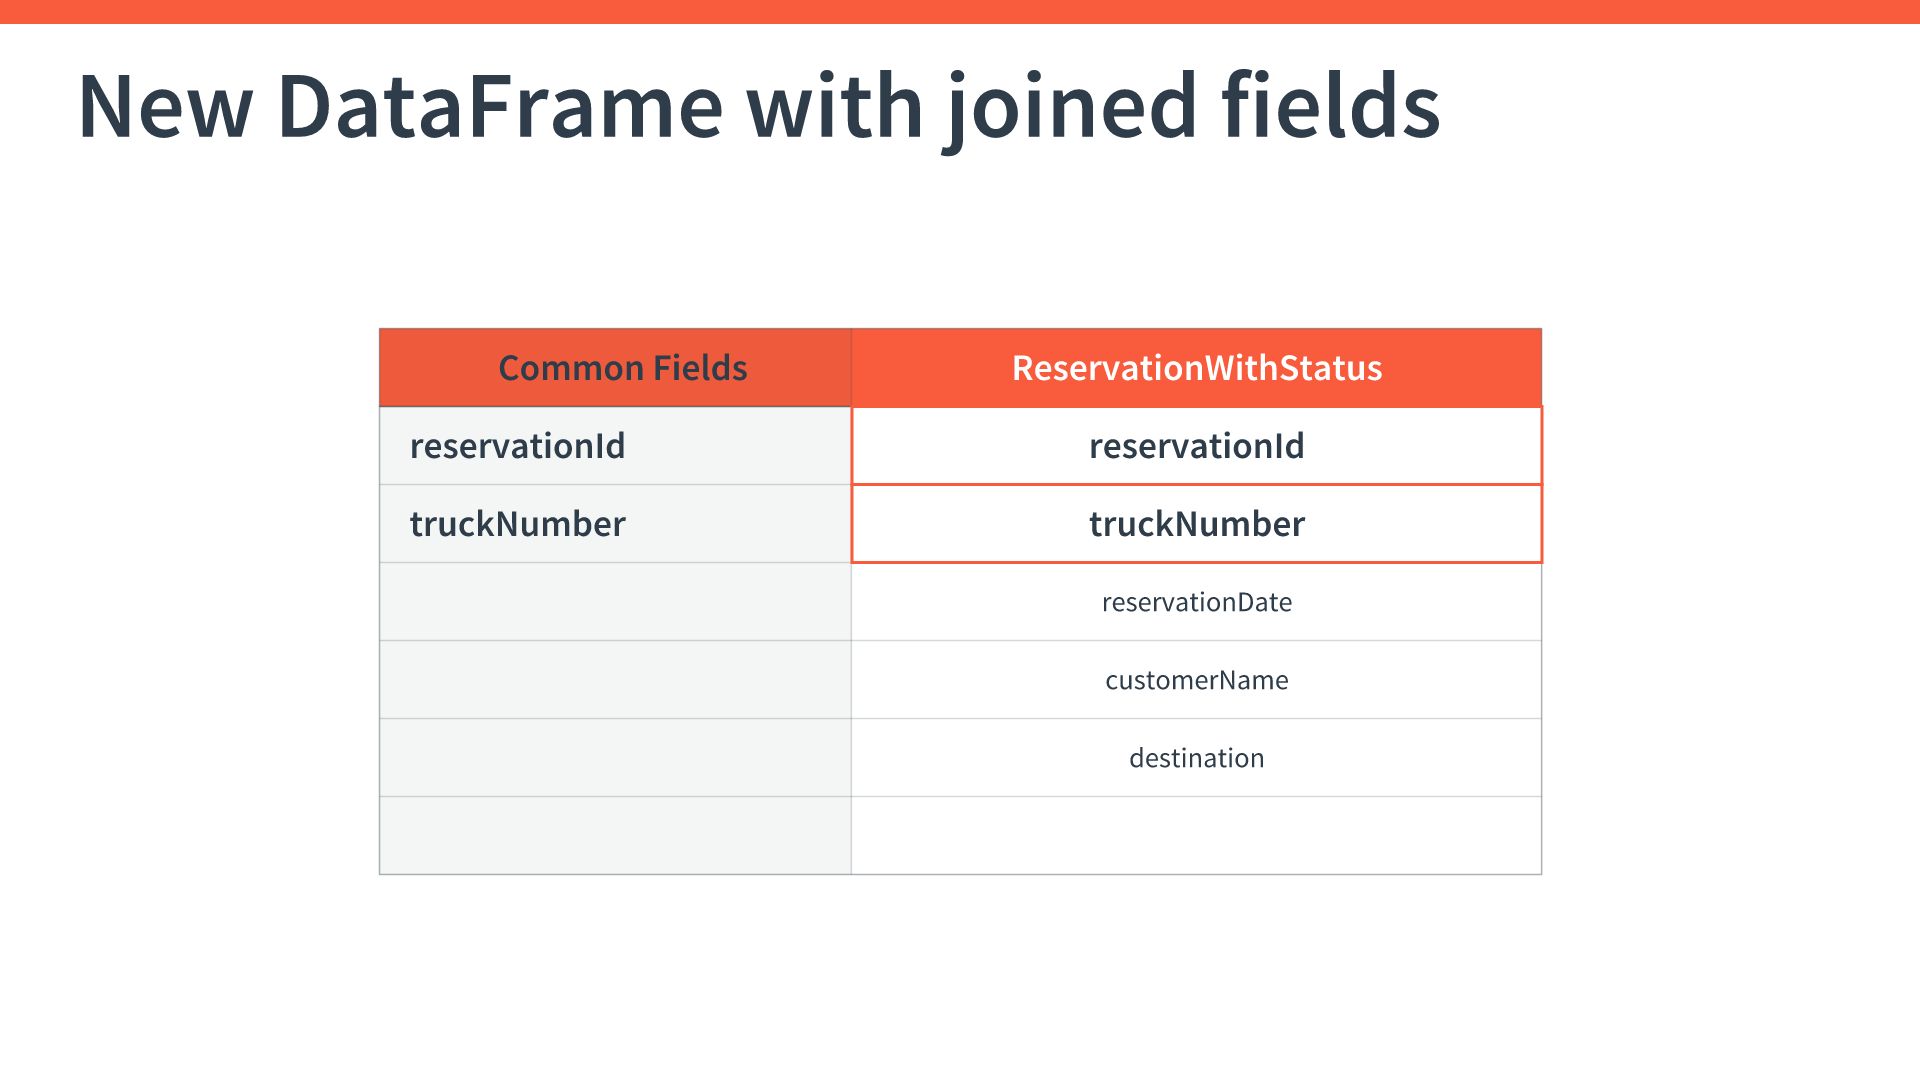 New DataFrame with joined fields
Common Fields ReservationWithStatus
reservationId reservationId
truckNumber truckNumber
reservationDate
customerName
destination